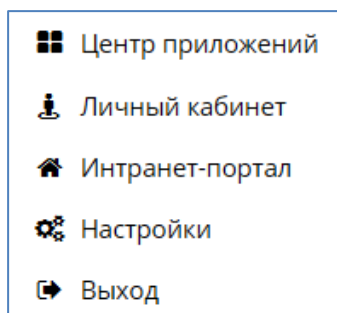 Центр приложений
Личный кабинет
Интранет-портал
Настройки
Выход